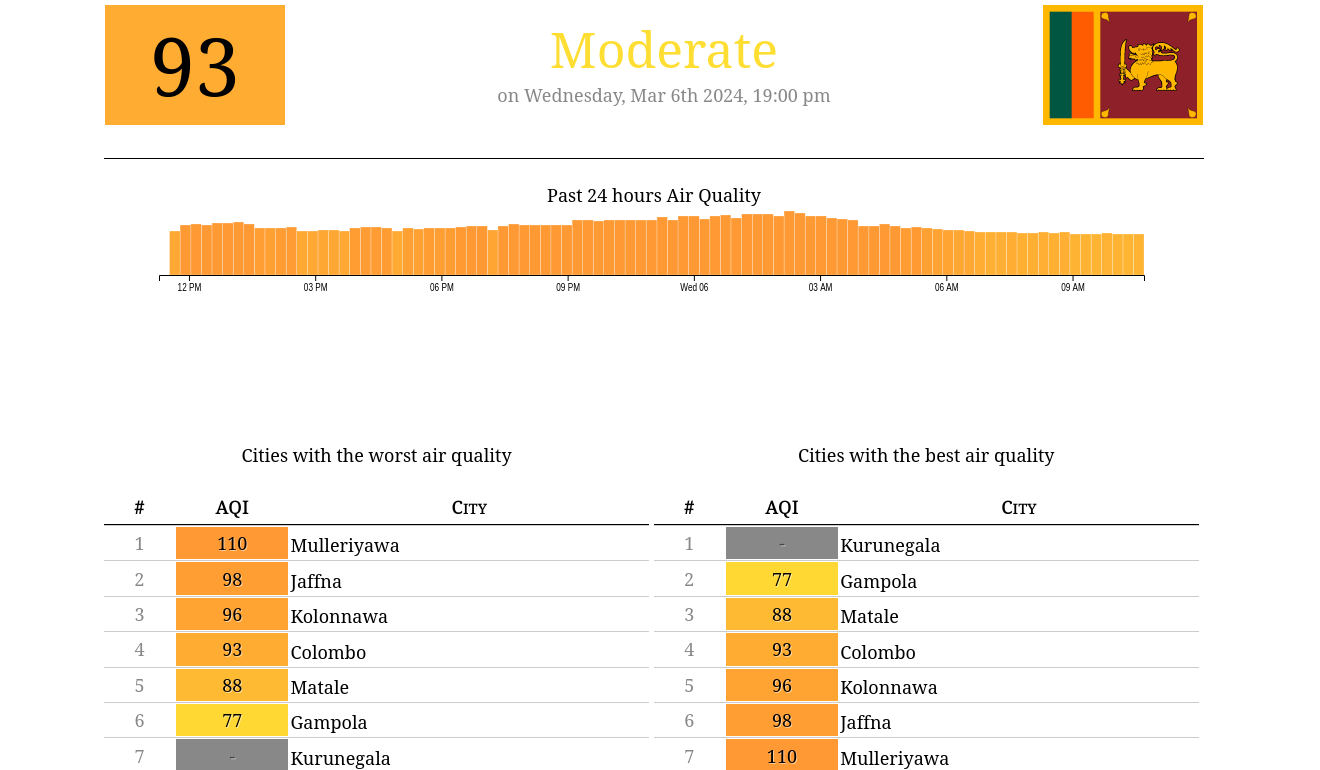 93
Moderate
on Wednesday, Mar 6th 2024, 19:00 pm
Past 24 hours Air Quality
12 PM 03 PM 06 PM 09 PM Wed 06 03 AM 06 AM 09 AM
Cities with the worst air quality
# AQI City
1 110 Mulleriyawa
2 98 Jaffna
3 96 Kolonnawa
4 93 Colombo
5 88 Matale
6 77 Gampola
7 - Kurunegala
Cities with the best air quality
# AQI City
1 - Kurunegala
2 77 Gampola
3 88 Matale
4 93 Colombo
5 96 Kolonnawa
6 98 Jaffna
7 110 Mulleriyawa